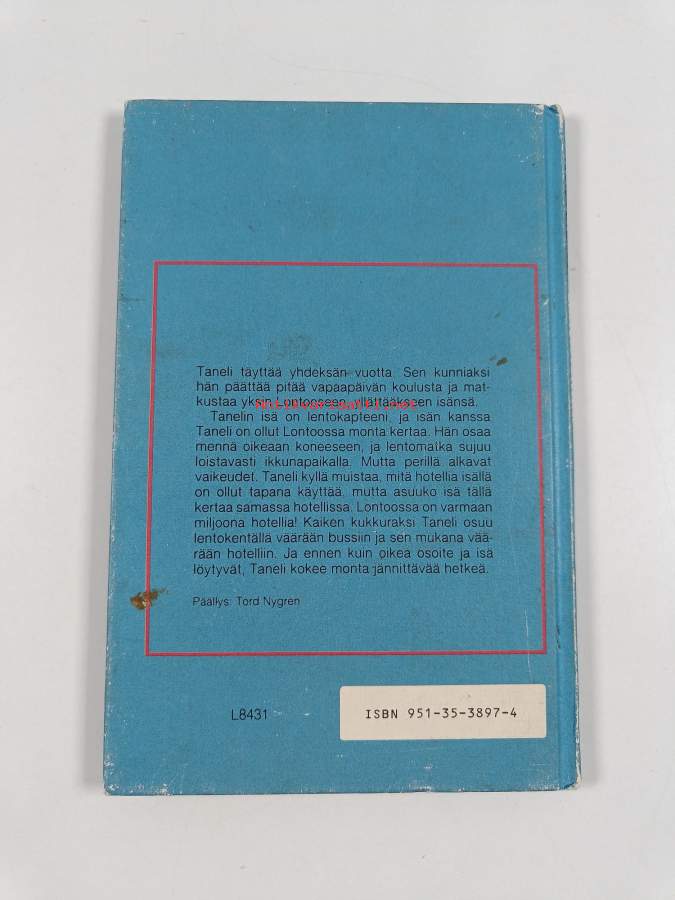 Taneli täyttää yhdeksän vuotta. Sen kunniaksi
hän päättää pitää vapaapäivän koulusta ja mat-
kustaa yksin Lontooseen yllättääkseen isänsä.
Antikvariaatti.net
Tanelin isä on lentokapteeni, ja isän kanssa
Taneli on ollut Lontoossa monta kertaa. Hän osaa
mennä oikeaan koneeseen, ja lentomatka sujuu
loistavasti ikkunapaikalla. Mutta perillä alkavat
vaikeudet. Taneli kyllä muistaa, mitä hotellia isällä
on ollut tapana käyttää, mutta asuuko isä tällä
kertaa samassa hotellissa. Lontoossa on varmaan
miljoona hotellia! Kaiken kukkuraksi Taneli osuu
lentokentällä väärään bussiin ja sen mukana vää-
rään hotelliin. Ja ennen kuin oikea osoite ja isä
löytyvät, Taneli kokee monta jännittävää hetkeä.
Päällys: Tord Nygren
L8431
ISBN 951-35-3897-4